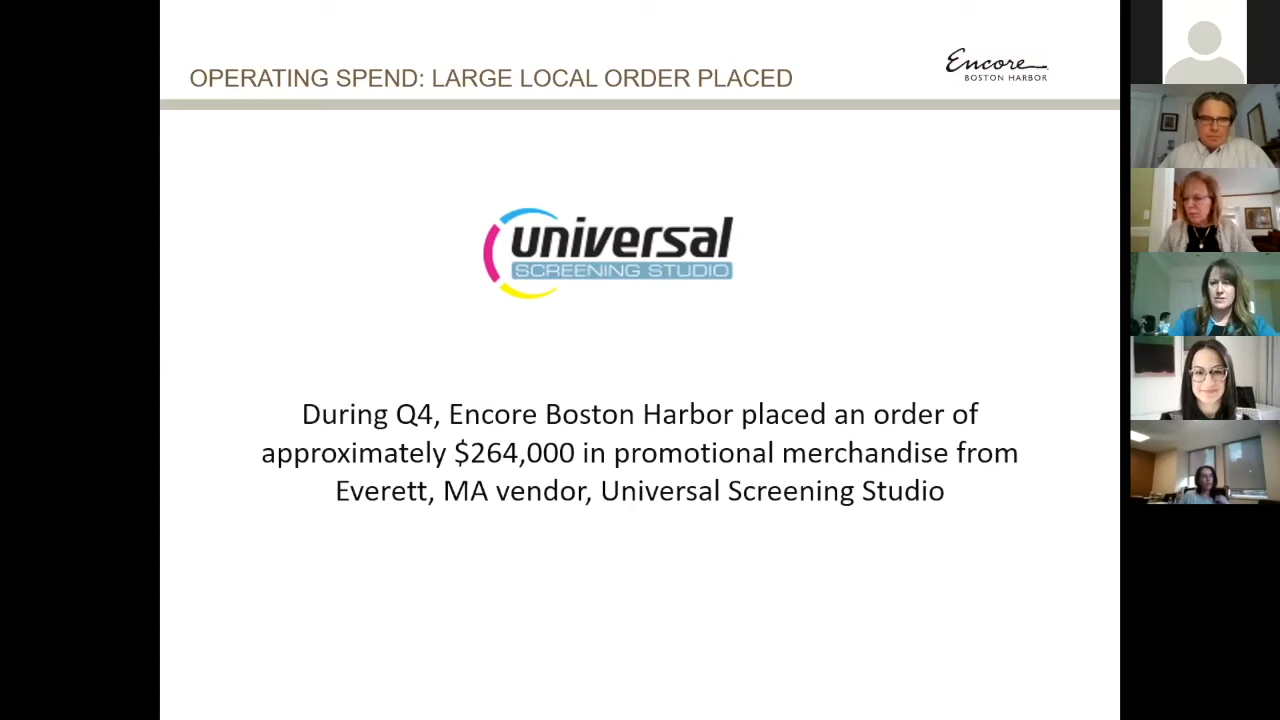 OPERATING SPEND: LARGE LOCAL ORDER PLACED
Encore
BOSTON HARBOR
universal
SCREENING STUDIO
During Q4, Encore Boston Harbor placed an order of
approximately $264,000 in promotional merchandise from
Everett, MA vendor, Universal Screening Studio